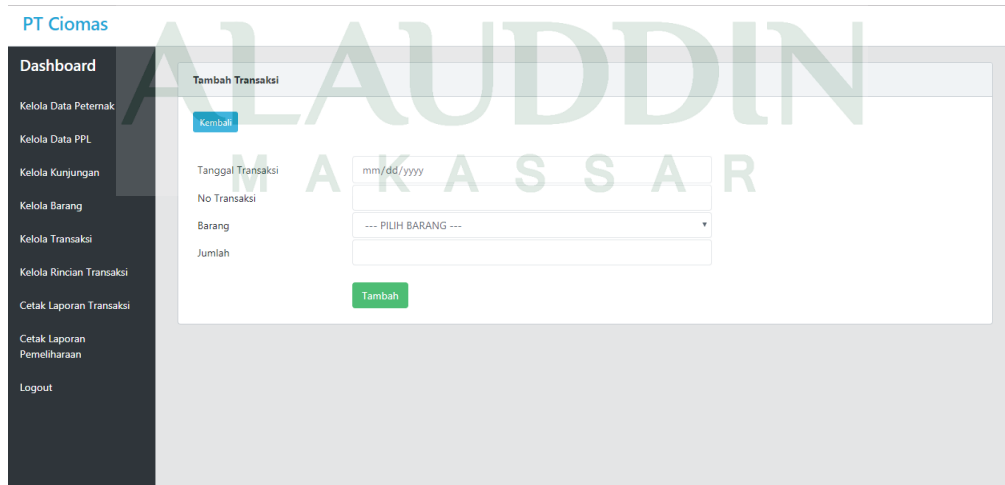 PT Ciomas
ALAUDDIN
MAKASSAR
Dashboard
Kelola Data Peternak
Kelola Data PPL
Kelola Kunjungan
Kelola Barang
Kelola Transaksi
Kelola Rincian Transaksi
Cetak Laporan Transaksi
Cetak Laporan
Pemeliharaan
Logout
Tambah Transaksi
Kembali
Tanggal Transaksi
mm/dd/yyyy
No Transaksi
Barang
--- PILIH BARANG ---
Jumlah
Tambah